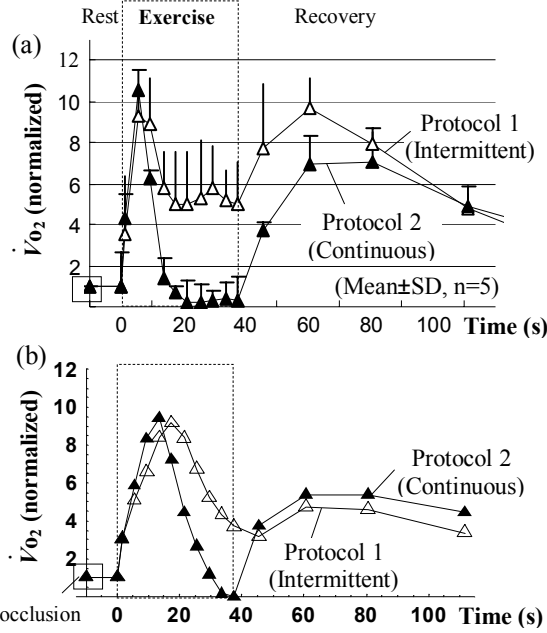 Rest Exercise Recovery
(a)
12
10
8
6
4
2
V̇o₂ (normalized)
Protocol 1
(Intermittent)
Protocol 2
(Continuous)
(Mean±SD, n=5)
0 20 40 60 80 100 Time (s)
(b)
12
10
8
6
4
2
V̇o₂ (normalized)
Protocol 2
(Continuous)
Protocol 1
(Intermittent)
occlusion 0 20 40 60 80 100 Time (s)